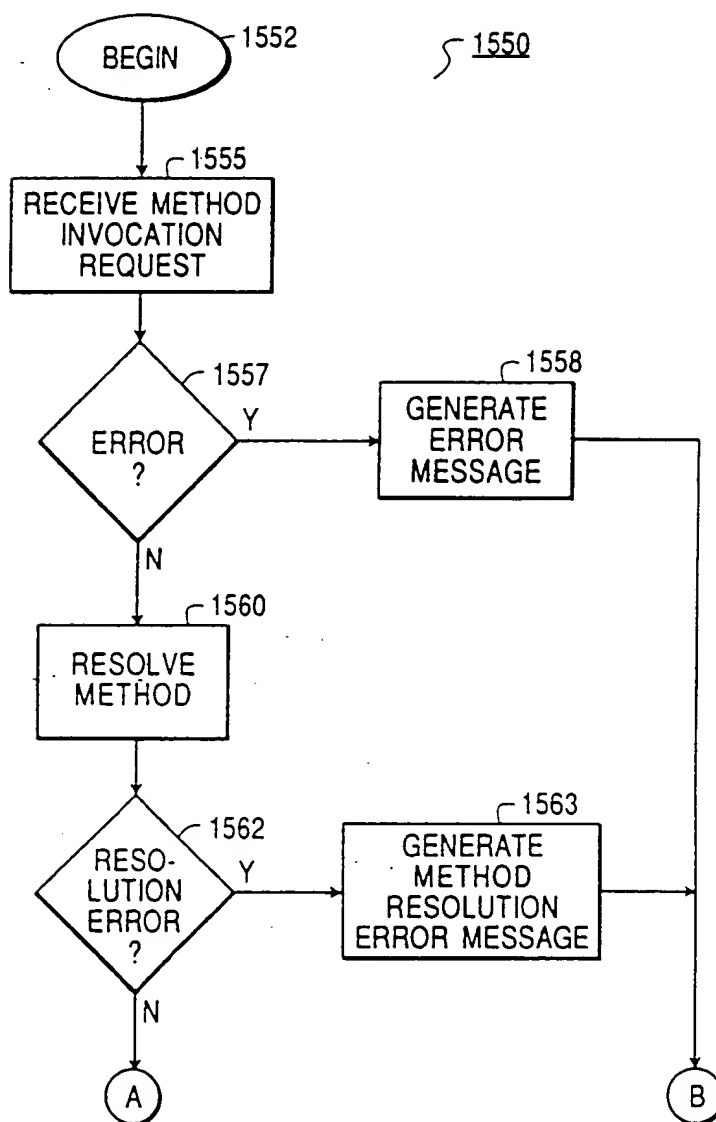 1552
BEGIN
1550
1555
RECEIVE METHOD
INVOCATION
REQUEST
1557
ERROR
?
Y
1558
GENERATE
ERROR
MESSAGE
N
1560
RESOLVE
METHOD
1562
RESO-
LUTION
ERROR
?
Y
1563
GENERATE
METHOD
RESOLUTION
ERROR MESSAGE
N
A
B